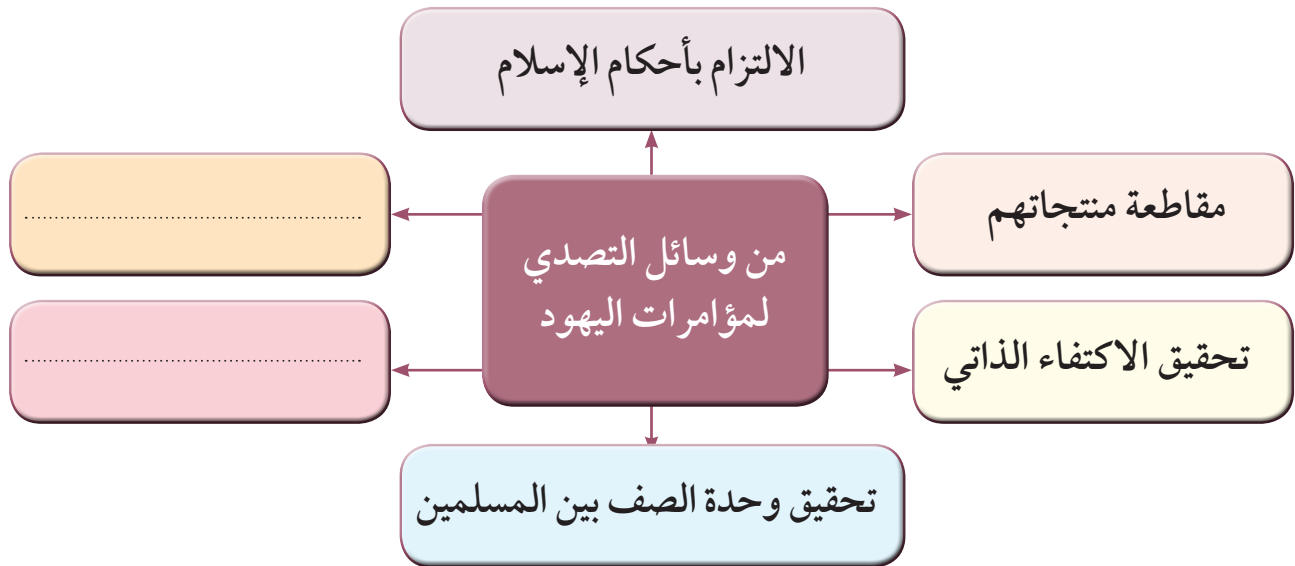 الالتزام بأحكام الإسلام
من وسائل التصدي
لمؤامرات اليهود
مقاطعة منتجاتهم
تحقيق الاكتفاء الذاتي
تحقيق وحدة الصف بين المسلمين
........................................
........................................